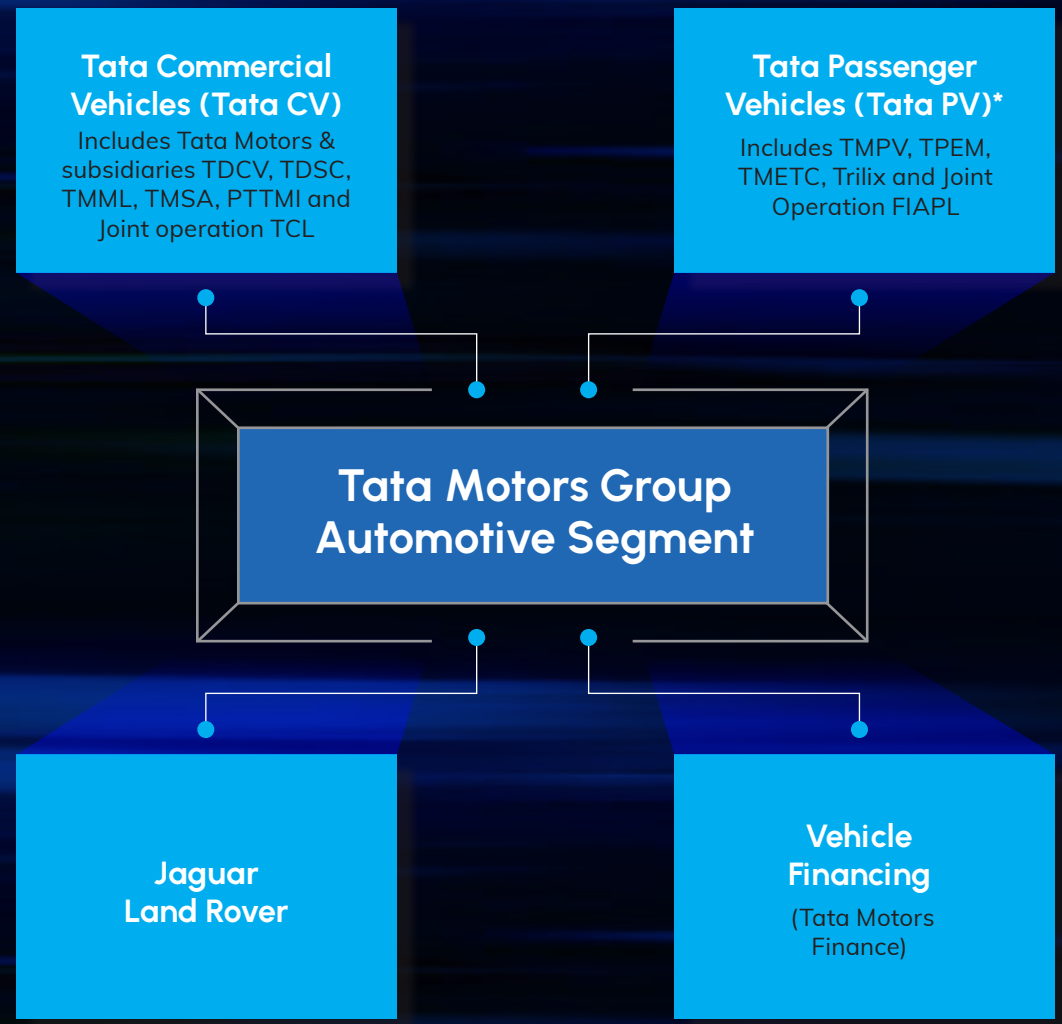 Tata Commercial
Vehicles (Tata CV)
Includes Tata Motors &
subsidiaries TDCV, TDSC,
TMML, TMSA, PTTMI and
Joint operation TCL
Tata Passenger
Vehicles (Tata PV)*
Includes TMPV, TPEM,
TMETC, Trilix and Joint
Operation FIAPL
Tata Motors Group
Automotive Segment
Jaguar
Land Rover
Vehicle
Financing
(Tata Motors
Finance)